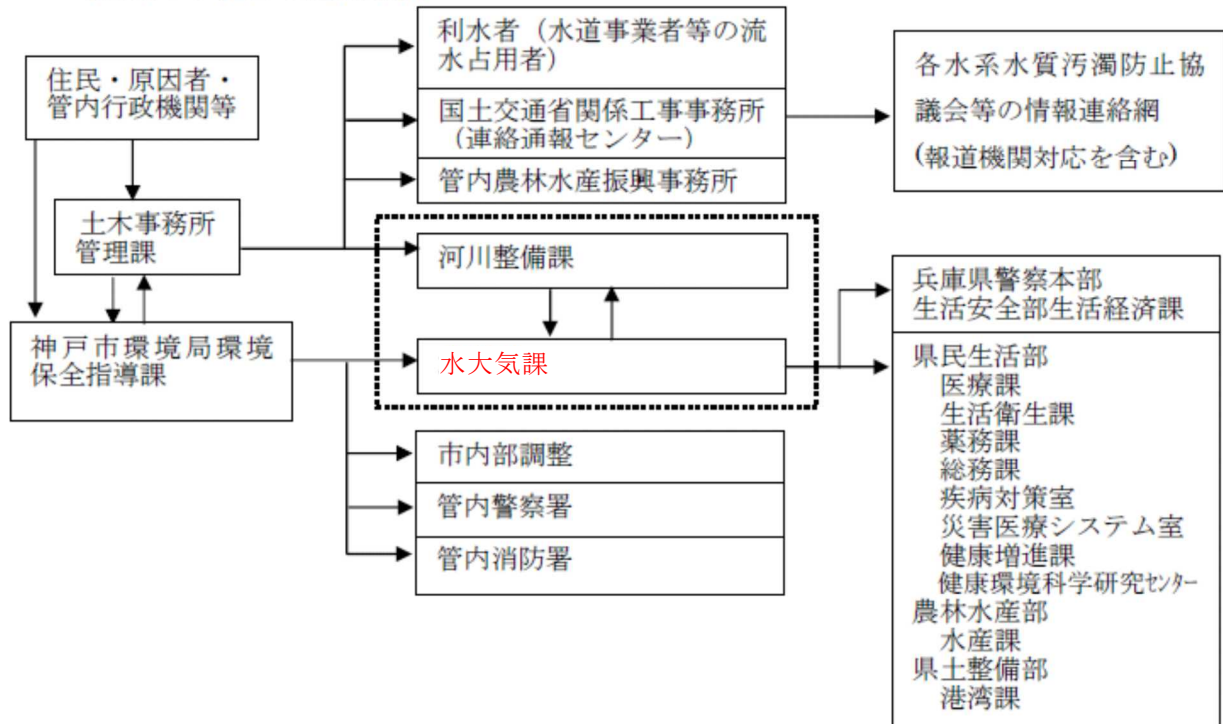 住民・原因者・
管内行政機関等
土木事務所
管理課
神戸市環境局環境
保全指導課
利水者（水道事業者等の流
水占用者）
国土交通省関係工事事務所
（連絡通報センター）
管内農林水産振興事務所
河川整備課
水大気課
市内部調整
管内警察署
管内消防署
各水系水質汚濁防止協
議会等の情報連絡網
(報道機関対応を含む)
兵庫県警察本部
生活安全部生活経済課
県民生活部
医療課
生活衛生課
薬務課
総務課
疾病対策室
災害医療システム室
健康増進課
健康環境科学研究ｾﾝﾀｰ
農林水産部
水産課
県土整備部
港湾課